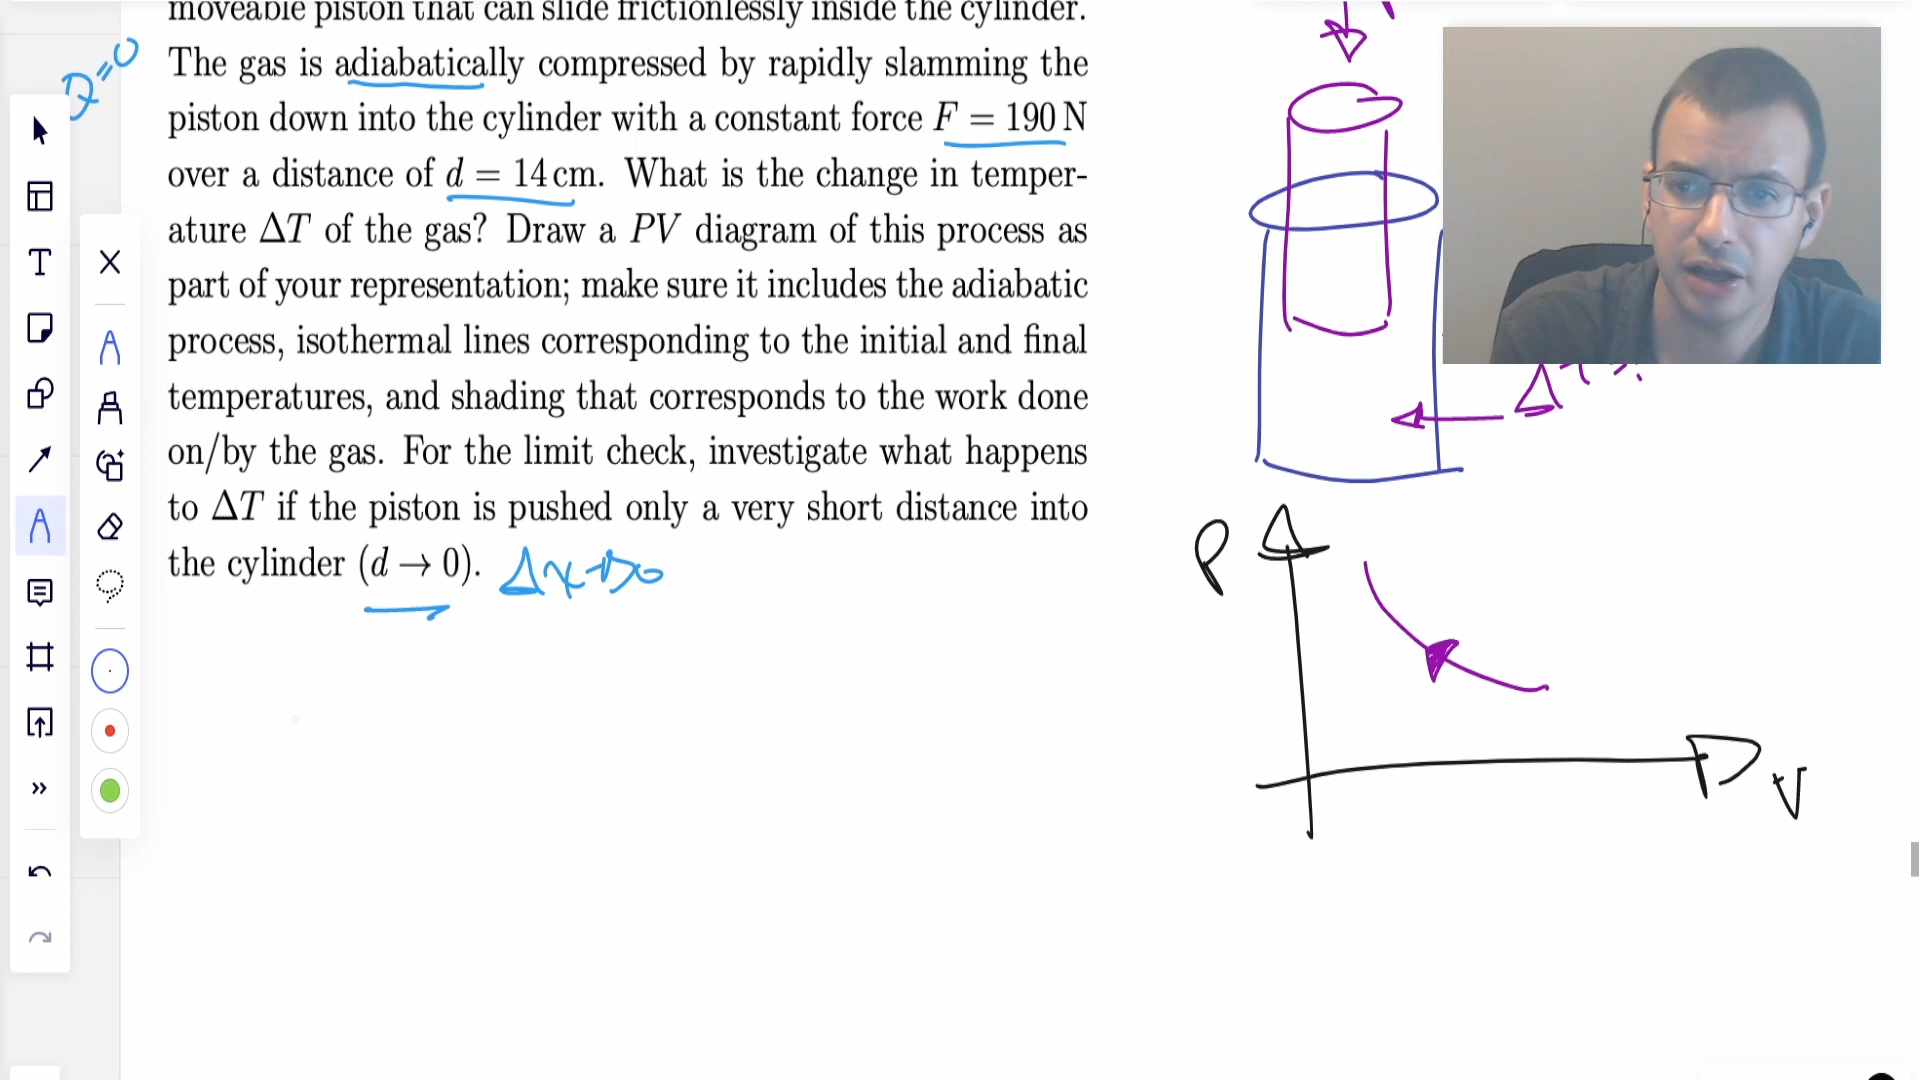 moveable piston that can slide frictionlessly inside the cylinder.
The gas is adiabatically compressed by rapidly slamming the
piston down into the cylinder with a constant force F = 190 N
over a distance of d = 14 cm. What is the change in temper-
ature ΔT of the gas? Draw a PV diagram of this process as
part of your representation; make sure it includes the adiabatic
process, isothermal lines corresponding to the initial and final
temperatures, and shading that corresponds to the work done
on/by the gas. For the limit check, investigate what happens
to ΔT if the piston is pushed only a very short distance into
the cylinder (d → 0). Δx→0
Q=0
T
P
V